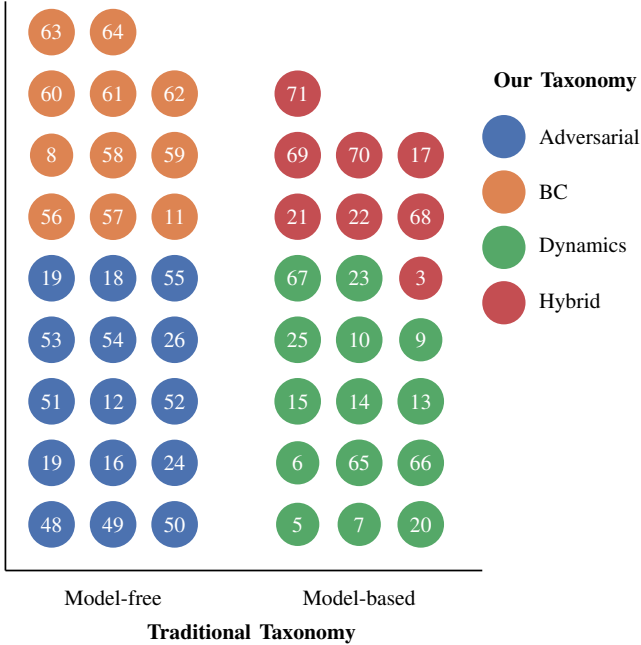 63 64
60 61 62 71
8 58 59 69 70 17
56 57 11 21 22 68
19 18 55 67 23 3
53 54 26 25 10 9
51 12 52 15 14 13
19 16 24 6 65 66
48 49 50 5 7 20
Model-free Model-based
Traditional Taxonomy
Our Taxonomy
Adversarial
BC
Dynamics
Hybrid